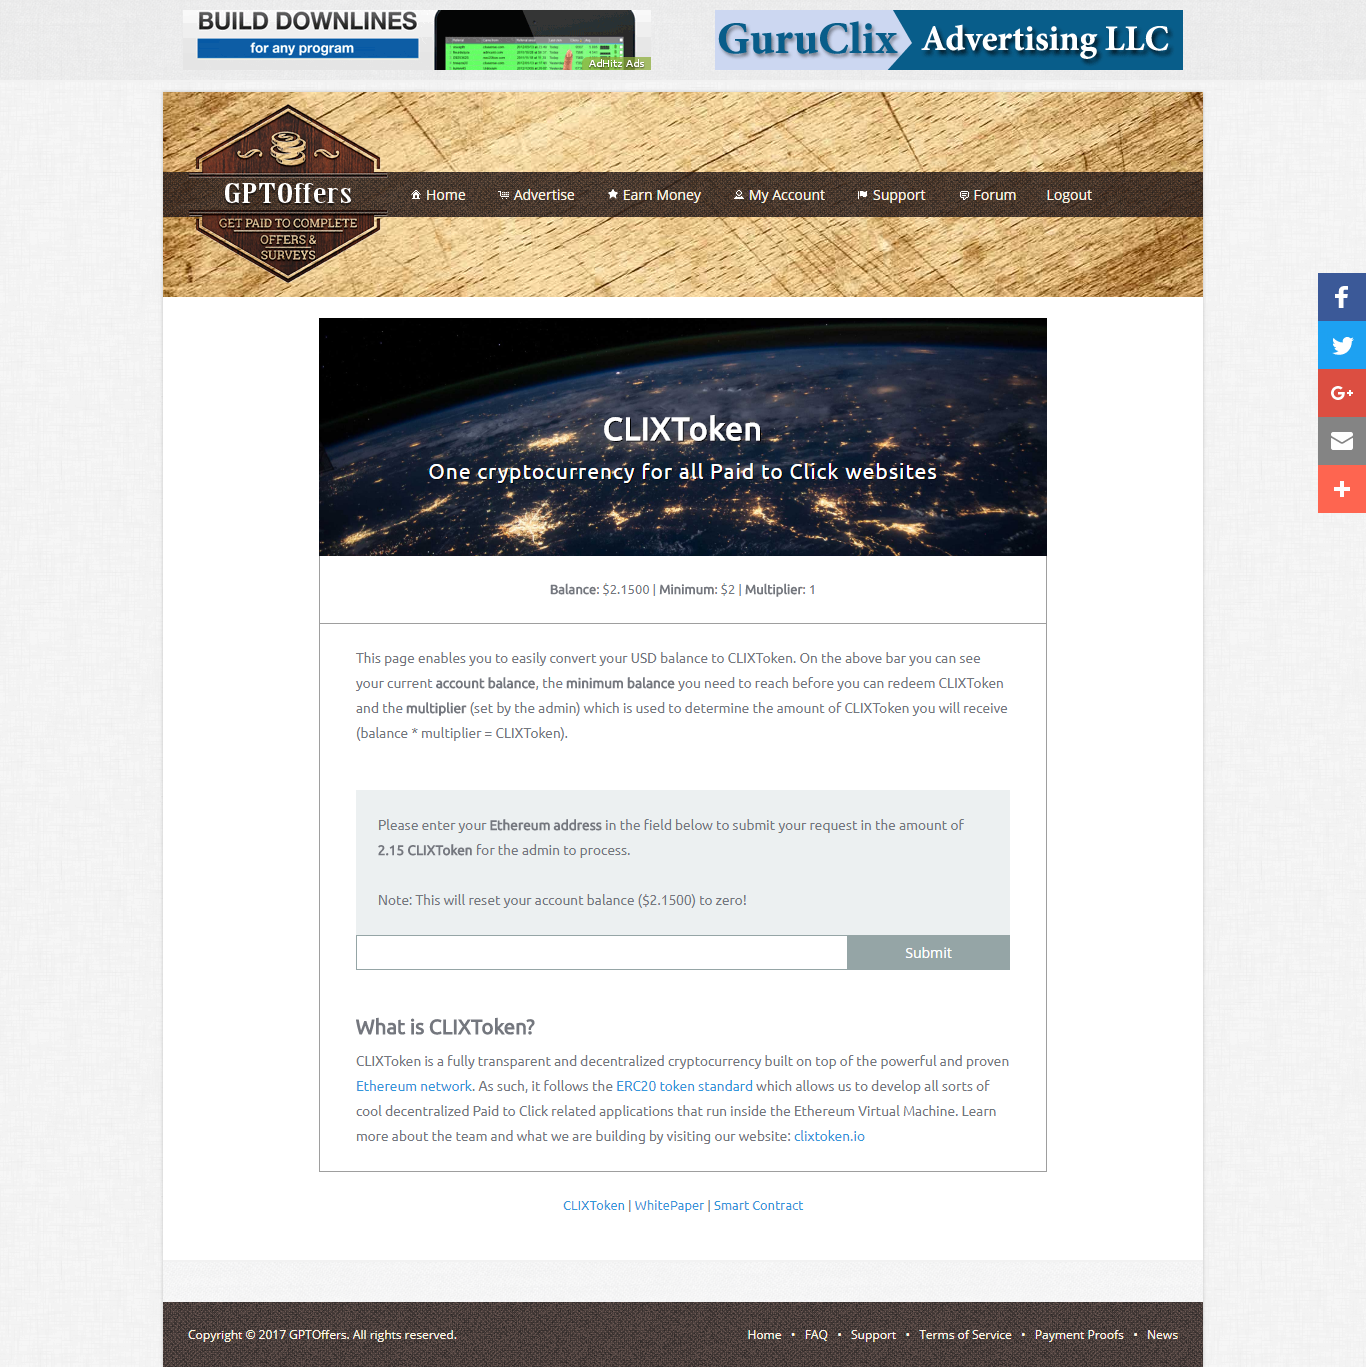 BUILD DOWNLINES
for any program
AdHitz Ads
GuruClix Advertising LLC
GPTOffers
GET PAID TO COMPLETE
OFFERS &
SURVEYS
Home Advertise Earn Money My Account Support Forum Logout
CLIXToken
One cryptocurrency for all Paid to Click websites
Balance: $2.1500 | Minimum: $2 | Multiplier: 1
This page enables you to easily convert your USD balance to CLIXToken. On the above bar you can see
your current account balance, the minimum balance you need to reach before you can redeem CLIXToken
and the multiplier (set by the admin) which is used to determine the amount of CLIXToken you will receive
(balance * multiplier = CLIXToken).
Please enter your Ethereum address in the field below to submit your request in the amount of
2.15 CLIXToken for the admin to process.
Note: This will reset your account balance ($2.1500) to zero!
Submit
What is CLIXToken?
CLIXToken is a fully transparent and decentralized cryptocurrency built on top of the powerful and proven
Ethereum network. As such, it follows the ERC20 token standard which allows us to develop all sorts of
cool decentralized Paid to Click related applications that run inside the Ethereum Virtual Machine. Learn
more about the team and what we are building by visiting our website: clixtoken.io
CLIXToken | WhitePaper | Smart Contract
Copyright © 2017 GPTOffers. All rights reserved.
Home • FAQ • Support • Terms of Service • Payment Proofs • News